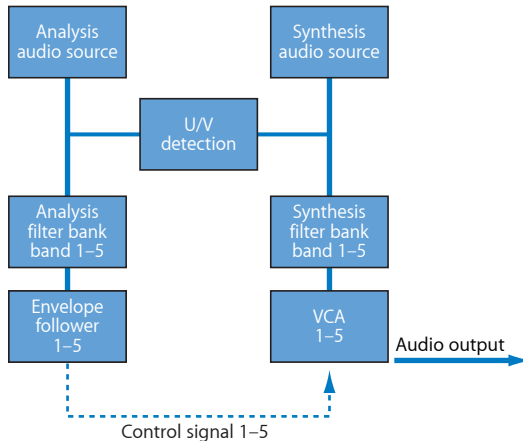 Analysis
audio source
Synthesis
audio source
U/V
detection
Analysis
filter bank
band 1–5
Synthesis
filter bank
band 1–5
Envelope
follower
1–5
VCA
1–5
Audio output
Control signal 1–5